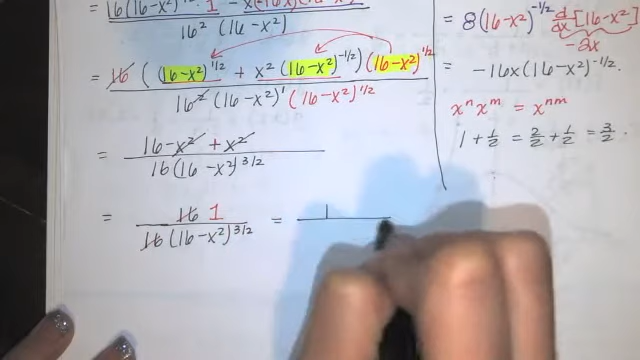 16(16-x²)^1/2 1 - x(-16x)(16-x²)^-1/2
16² (16-x²)
= 16 ( (16-x²)^1/2 + x² (16-x²)^-1/2 ) (16-x²)^1/2
16² (16-x²)^1 (16-x²)^1/2
= 16-x² + x²
16(16-x²)^3/2
= 16 1
16(16-x²)^3/2
= 1
= 8(16-x²)^-1/2 d/dx [16-x²]
-2x
= -16x(16-x²)^-1/2.
xⁿxᵐ = x^nm
1 + 1/2 = 2/2 + 1/2 = 3/2.